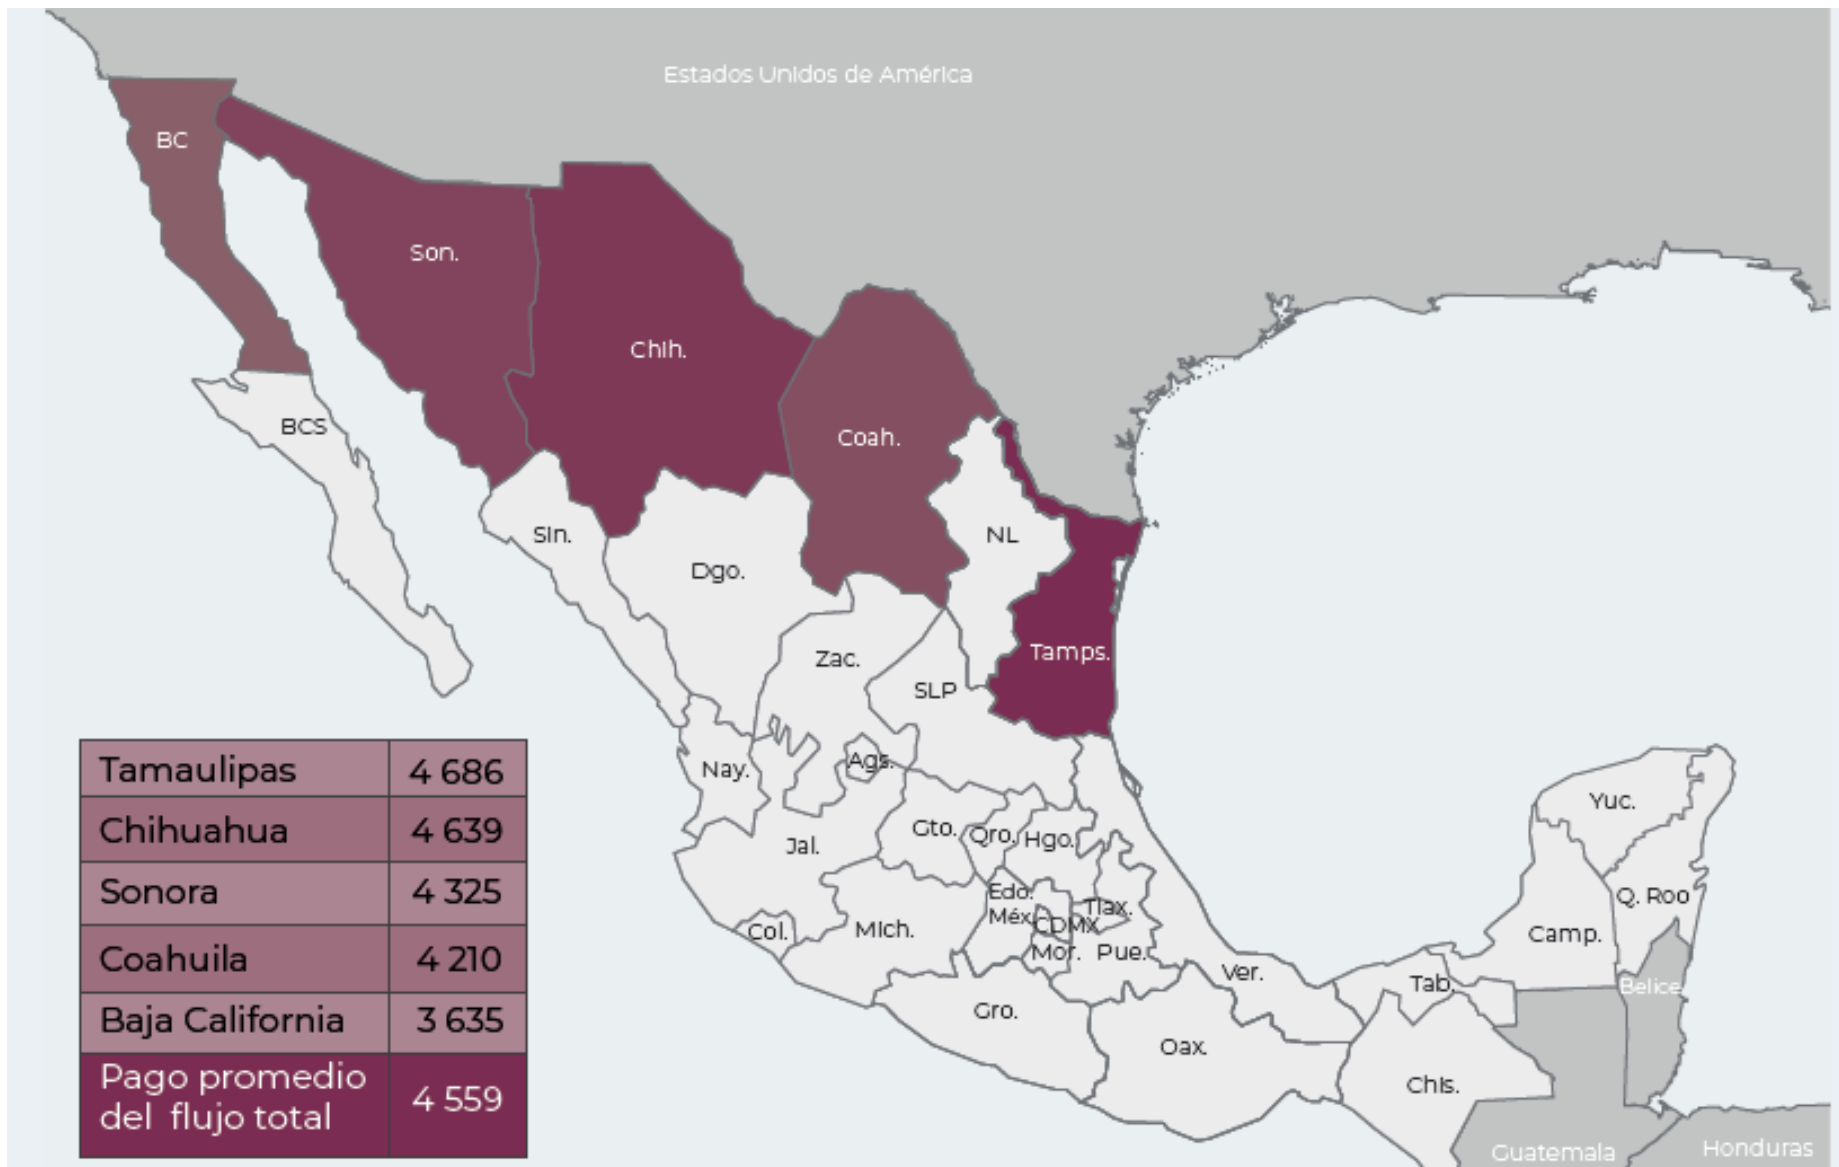 Estados Unidos de América
BC
Son.
Chih.
Coah.
BCS
NL
Sin.
Dgo.
Tamps.
Zac.
SLP
Nay.
Ags.
Jal.
Gto.
Qro.
Hgo.
Edo.
Méx.
CDMX
Tlax.
Col.
Mich.
Mor.
Pue.
Ver.
Gro.
Oax.
Tab.
Chis.
Camp.
Yuc.
Q. Roo
Belice
Guatemala
Honduras
Tamaulipas 4 686
Chihuahua 4 639
Sonora 4 325
Coahuila 4 210
Baja California 3 635
Pago promedio
del flujo total 4 559